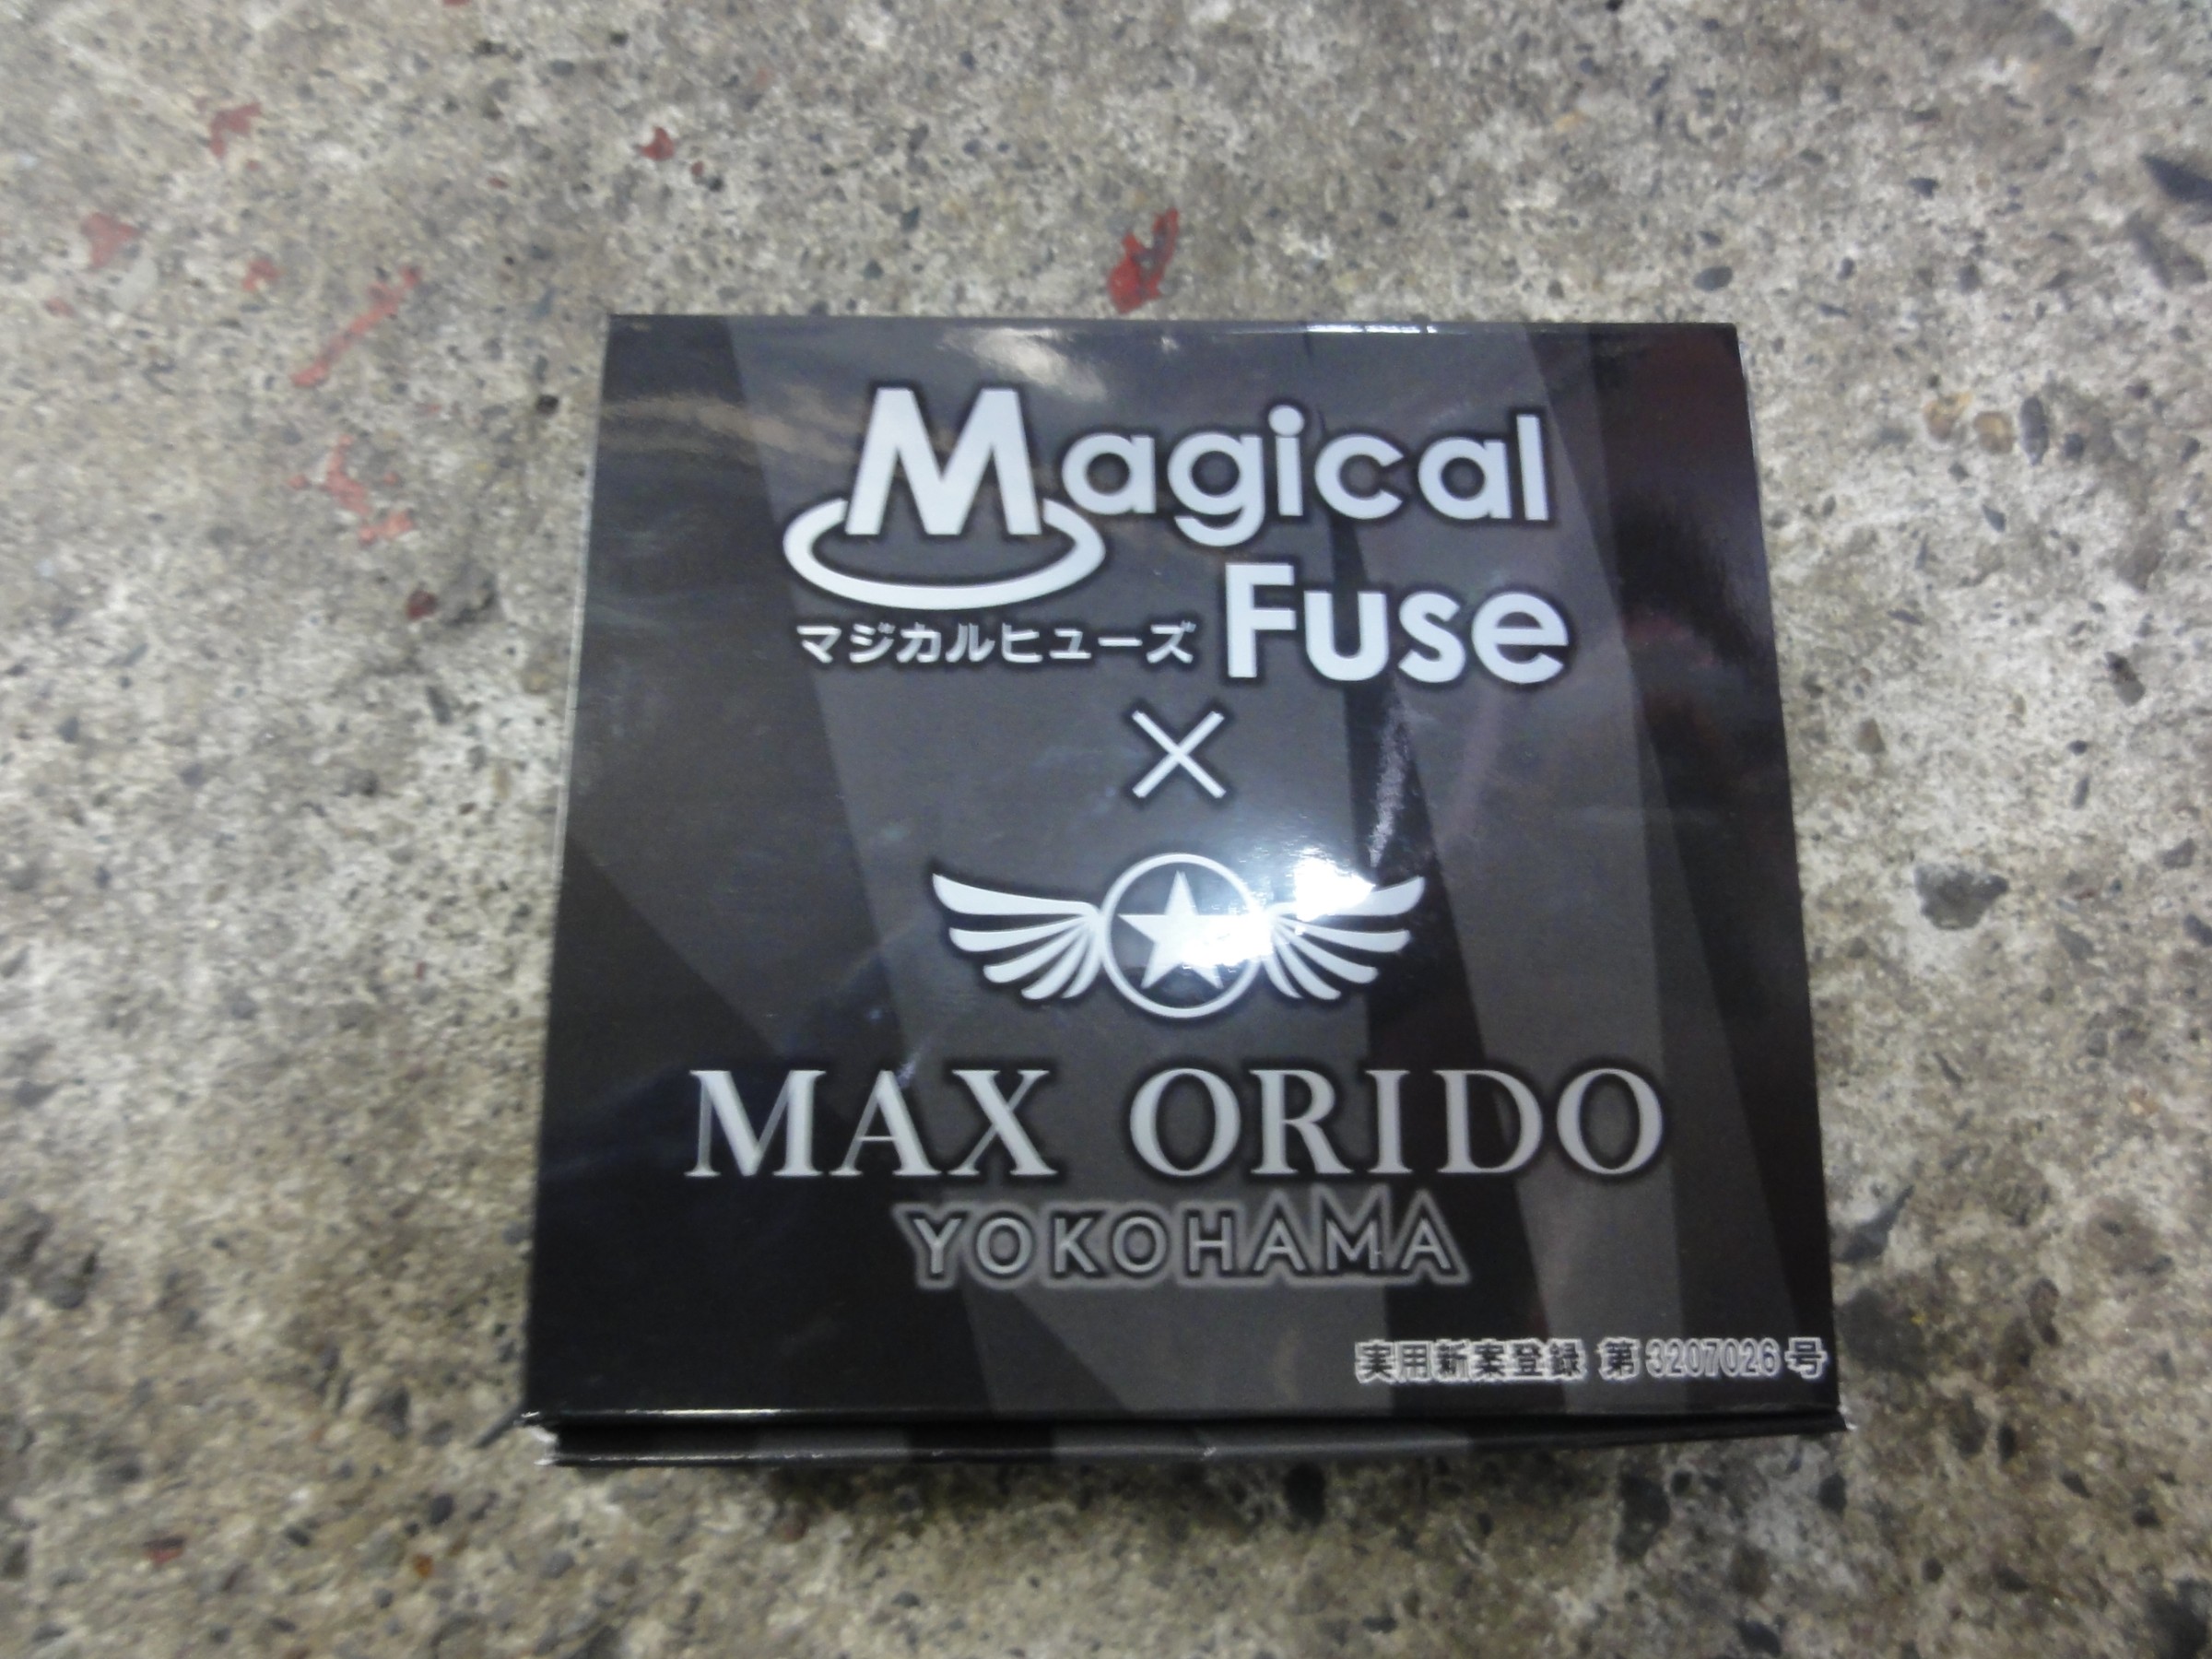 Magical
マジカルヒューズ Fuse
×
MAX ORIDO
YOKOHAMA
実用新案登録 第3207026号